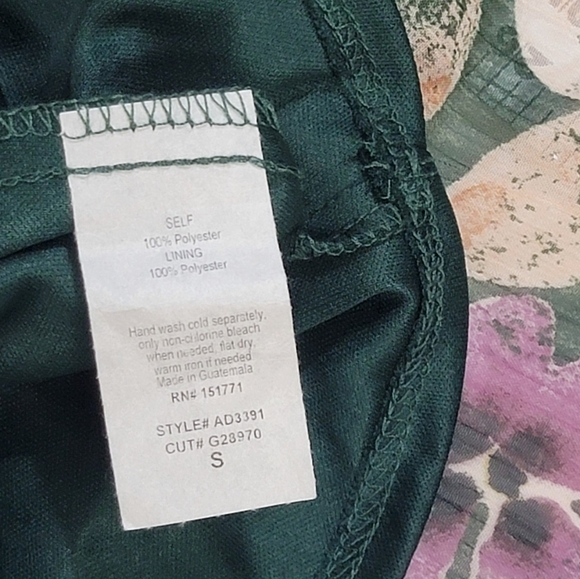 SELF
100% Polyester
LINING
100% Polyester
Hand wash cold separately.
only non-chlorine bleach
when needed, flat dry.
warm iron if needed
Made in Guatemala
RN# 151771
STYLE# AD3391
CUT# G28970
S